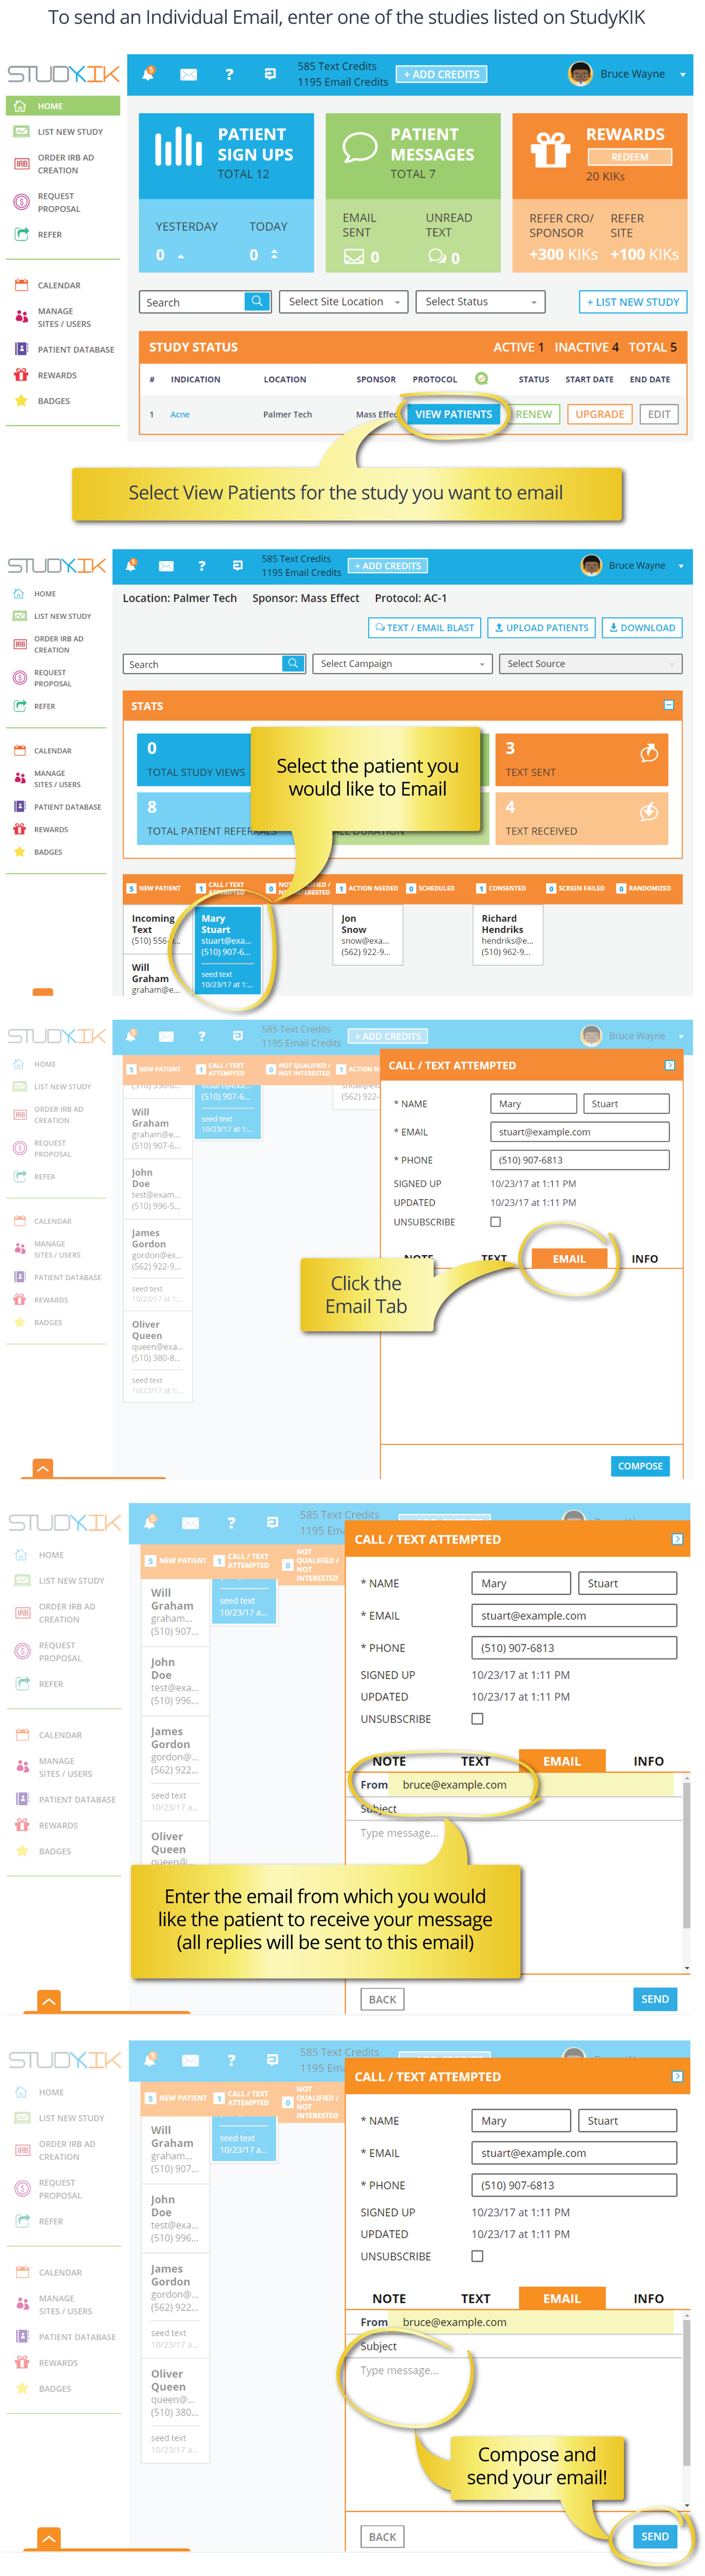 To send an Individual Email, enter one of the studies listed on StudyKIK
STUDYKIK
5
?
585 Text Credits
1195 Email Credits
+ ADD CREDITS
Bruce Wayne
HOME
LIST NEW STUDY
IRB
ORDER IRB AD
CREATION
REQUEST
PROPOSAL
REFER
CALENDAR
MANAGE
SITES / USERS
PATIENT DATABASE
REWARDS
BADGES
PATIENT
SIGN UPS
TOTAL 12
YESTERDAY
TODAY
0
0
PATIENT
MESSAGES
TOTAL 7
EMAIL
SENT
UNREAD
TEXT
0
0
REWARDS
REDEEM
20 KIKs
REFER CRO/
SPONSOR
REFER
SITE
+300 KIKs
+100 KIKs
Search
Select Site Location
Select Status
+ LIST NEW STUDY
STUDY STATUS
ACTIVE 1 INACTIVE 4 TOTAL 5
# INDICATION LOCATION SPONSOR PROTOCOL STATUS START DATE END DATE
1 Acne Palmer Tech Mass Effec VIEW PATIENTS RENEW UPGRADE EDIT
Select View Patients for the study you want to email
STUDYKIK
5
?
585 Text Credits
1195 Email Credits
+ ADD CREDITS
Bruce Wayne
HOME
LIST NEW STUDY
IRB
ORDER IRB AD
CREATION
REQUEST
PROPOSAL
REFER
CALENDAR
MANAGE
SITES / USERS
PATIENT DATABASE
REWARDS
BADGES
Location: Palmer Tech Sponsor: Mass Effect Protocol: AC-1
TEXT / EMAIL BLAST
UPLOAD PATIENTS
DOWNLOAD
Search
Select Campaign
Select Source
STATS
0
TOTAL STUDY VIEWS
3
TEXT SENT
8
TOTAL PATIENT REFERRALS
DURATION
4
TEXT RECEIVED
Select the patient you
would like to Email
5 NEW PATIENT
1 CALL / TEXT
ATTEMPTED
0 NOT QUALIFIED /
NOT INTERESTED
1 ACTION NEEDED
0 SCHEDULED
1 CONSENTED
0 SCREEN FAILED
0 RANDOMIZED
Incoming
Text
(510) 556-...
Will
Graham
graham@e...
Mary
Stuart
stuart@exa...
(510) 907-6...
seed text
10/23/17 at 1:...
Jon
Snow
snow@exa...
(562) 922-9...
Richard
Hendriks
hendriks@e...
(510) 962-9...
STUDYKIK
5
?
585 Text Credits
1195 Email Credits
+ ADD CREDITS
Bruce Wayne
HOME
LIST NEW STUDY
IRB
ORDER IRB AD
CREATION
REQUEST
PROPOSAL
REFER
CALENDAR
MANAGE
SITES / USERS
PATIENT DATABASE
REWARDS
BADGES
5 NEW PATIENT
1 CALL / TEXT
ATTEMPTED
0 NOT QUALIFIED /
NOT INTERESTED
1 ACTION N
Will
Graham
graham@e...
(510) 907-6...
John
Doe
test@exam...
(510) 996-5...
James
Gordon
gordon@ex...
(562) 922-9...
seed text
10/23/17 at 1:...
Oliver
Queen
queen@exa...
(510) 380-8...
seed text
10/23/17 at 1:...
(510) 907-6...
seed text
10/23/17 at 1:...
(562) 922-
CALL / TEXT ATTEMPTED
* NAME Mary Stuart
* EMAIL stuart@example.com
* PHONE (510) 907-6813
SIGNED UP 10/23/17 at 1:11 PM
UPDATED 10/23/17 at 1:11 PM
UNSUBSCRIBE
NOTE TEXT EMAIL INFO
Click the
Email Tab
COMPOSE
STUDYKIK
5
?
585 Text Credits
1195 Em
HOME
LIST NEW STUDY
IRB
ORDER IRB AD
CREATION
REQUEST
PROPOSAL
REFER
CALENDAR
MANAGE
SITES / USERS
PATIENT DATABASE
REWARDS
BADGES
5 NEW PATIENT
1 CALL / TEXT
ATTEMPTED
0 NOT
QUALIFIED /
NOT
INTERESTED
Will
Graham
graham...
(510) 907...
John
Doe
test@exa...
(510) 996...
James
Gordon
gordon@...
(562) 922...
seed text
10/23/17 a...
Oliver
Queen
queen@
seed text
10/23/17 a...
CALL / TEXT ATTEMPTED
* NAME Mary Stuart
* EMAIL stuart@example.com
* PHONE (510) 907-6813
SIGNED UP 10/23/17 at 1:11 PM
UPDATED 10/23/17 at 1:11 PM
UNSUBSCRIBE
NOTE TEXT EMAIL INFO
From bruce@example.com
Subject
Type message...
Enter the email from which you would
like the patient to receive your message
(all replies will be sent to this email)
BACK
SEND
STUDYKIK
5
?
585 Text Credits
1195 Em
HOME
LIST NEW STUDY
IRB
ORDER IRB AD
CREATION
REQUEST
PROPOSAL
REFER
CALENDAR
MANAGE
SITES / USERS
PATIENT DATABASE
REWARDS
BADGES
5 NEW PATIENT
1 CALL / TEXT
ATTEMPTED
0 NOT
QUALIFIED /
NOT
INTERESTED
Will
Graham
graham...
(510) 907...
John
Doe
test@exa...
(510) 996...
James
Gordon
gordon@...
(562) 922...
seed text
10/23/17 a...
Oliver
Queen
queen@...
(510) 380...
seed text
10/23/17 a...
seed text
10/23/17 a...
CALL / TEXT ATTEMPTED
* NAME Mary Stuart
* EMAIL stuart@example.com
* PHONE (510) 907-6813
SIGNED UP 10/23/17 at 1:11 PM
UPDATED 10/23/17 at 1:11 PM
UNSUBSCRIBE
NOTE TEXT EMAIL INFO
From bruce@example.com
Subject
Type message...
Compose and
send your email!
BACK
SEND